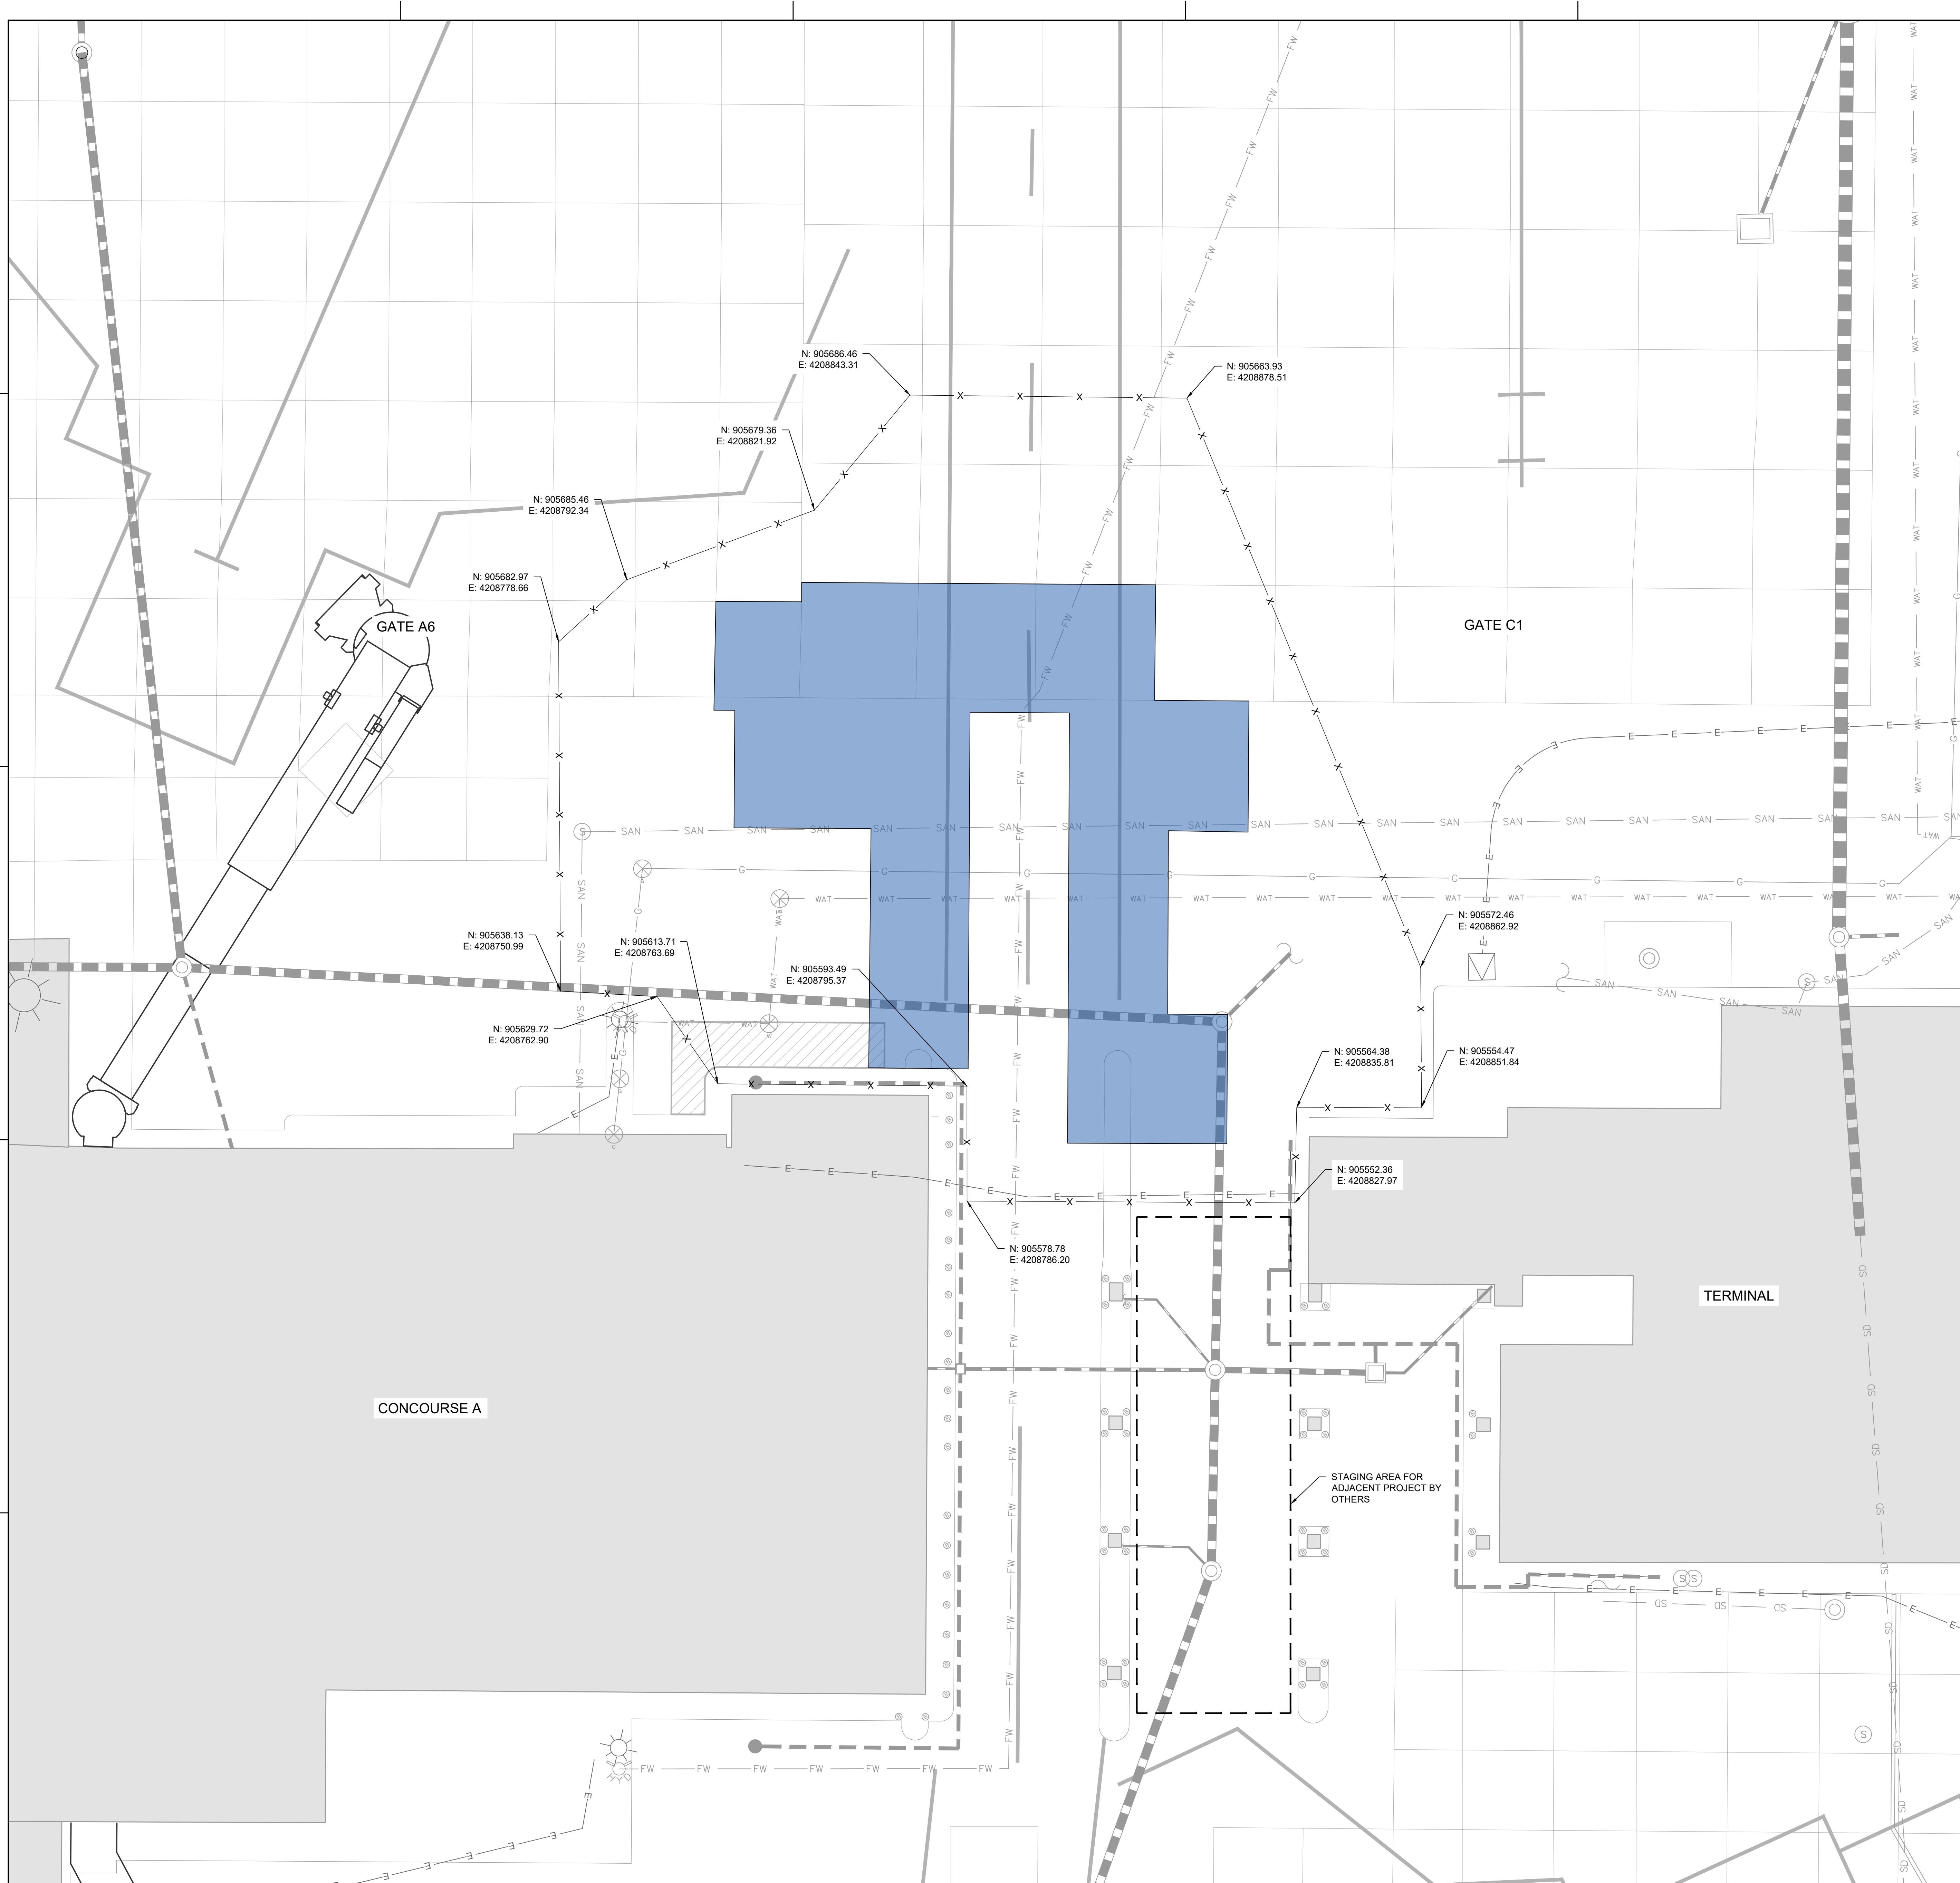 N: 905686.46
E: 4208843.31
N: 905663.93
E: 4208878.51
N: 905679.36
E: 4208821.92
N: 905685.46
E: 4208792.34
N: 905682.97
E: 4208778.66
GATE A6
GATE C1
N: 905572.46
E: 4208862.92
N: 905638.13
E: 4208750.99
N: 905613.71
E: 4208763.69
N: 905593.49
E: 4208795.37
N: 905629.72
E: 4208762.90
N: 905564.38
E: 4208835.81
N: 905554.47
E: 4208851.84
N: 905552.36
E: 4208827.97
N: 905578.78
E: 4208786.20
TERMINAL
CONCOURSE A
STAGING AREA FOR
ADJACENT PROJECT BY
OTHERS